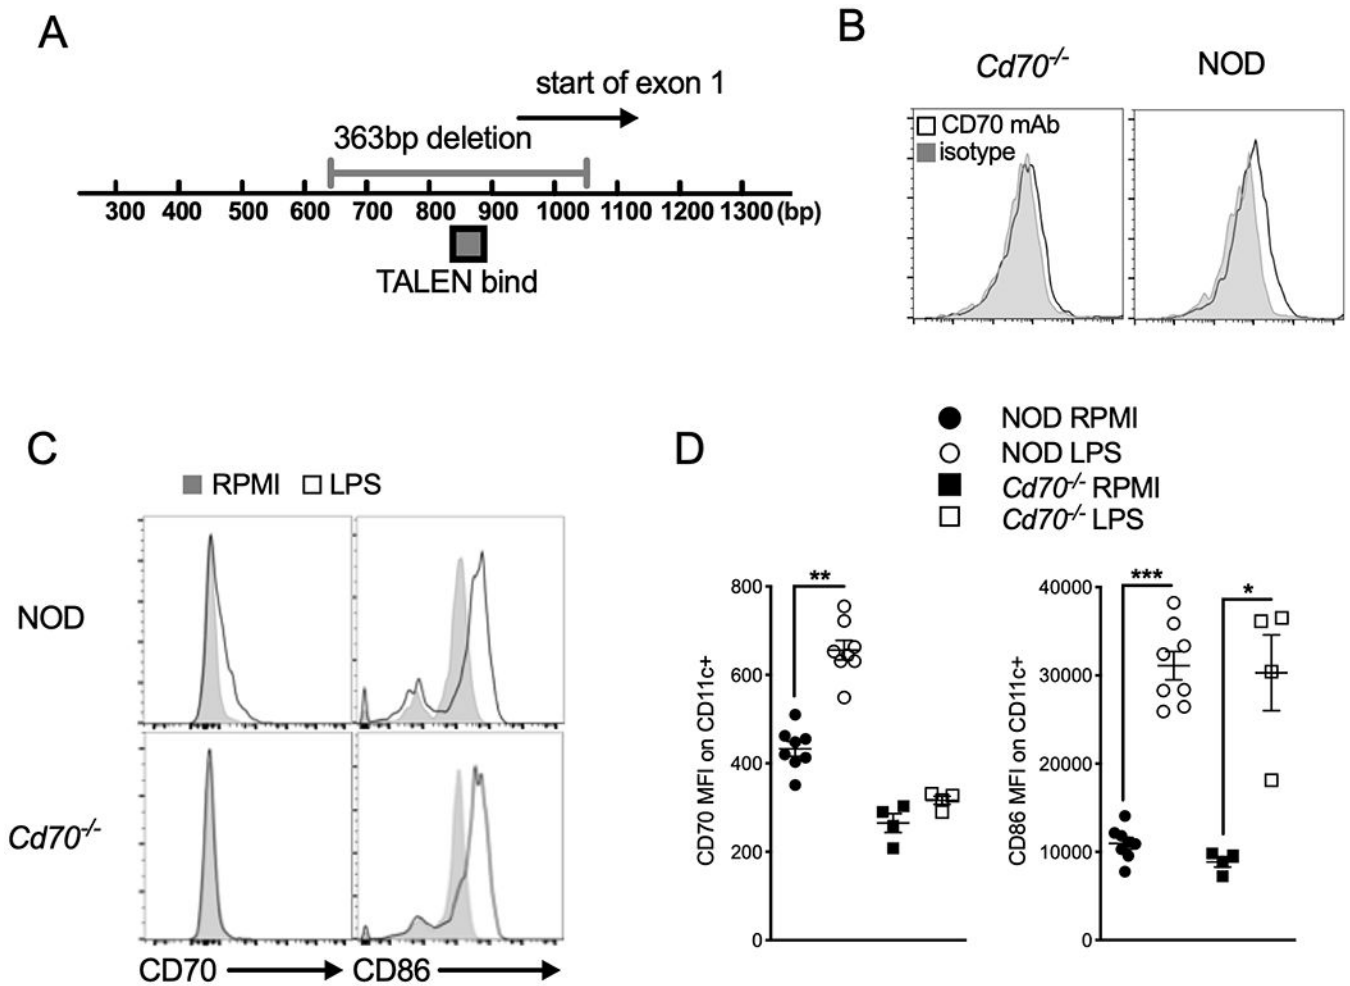 A
start of exon 1
363bp deletion
300 400 500 600 700 800 900 1000 1100 1200 1300 (bp)
TALEN bind
B
Cd70-/- NOD
CD70 mAb
isotype
C
RPMI LPS
NOD
Cd70-/-
CD70 CD86
D
NOD RPMI
NOD LPS
Cd70-/- RPMI
Cd70-/- LPS
CD70 MFI on CD11c+
800
600
400
200
0
**
CD86 MFI on CD11c+
40000
30000
20000
10000
0
***
*